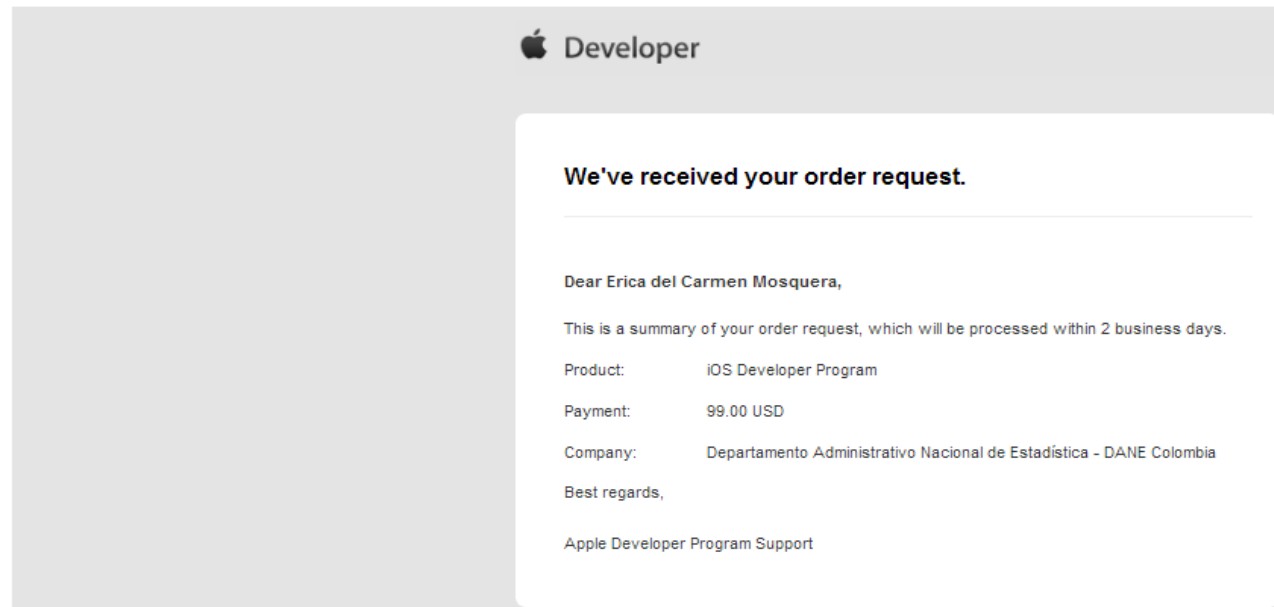 Developer
We've received your order request.
Dear Erica del Carmen Mosquera,
This is a summary of your order request, which will be processed within 2 business days.
Product: iOS Developer Program
Payment: 99.00 USD
Company: Departamento Administrativo Nacional de Estadística - DANE Colombia
Best regards,
Apple Developer Program Support